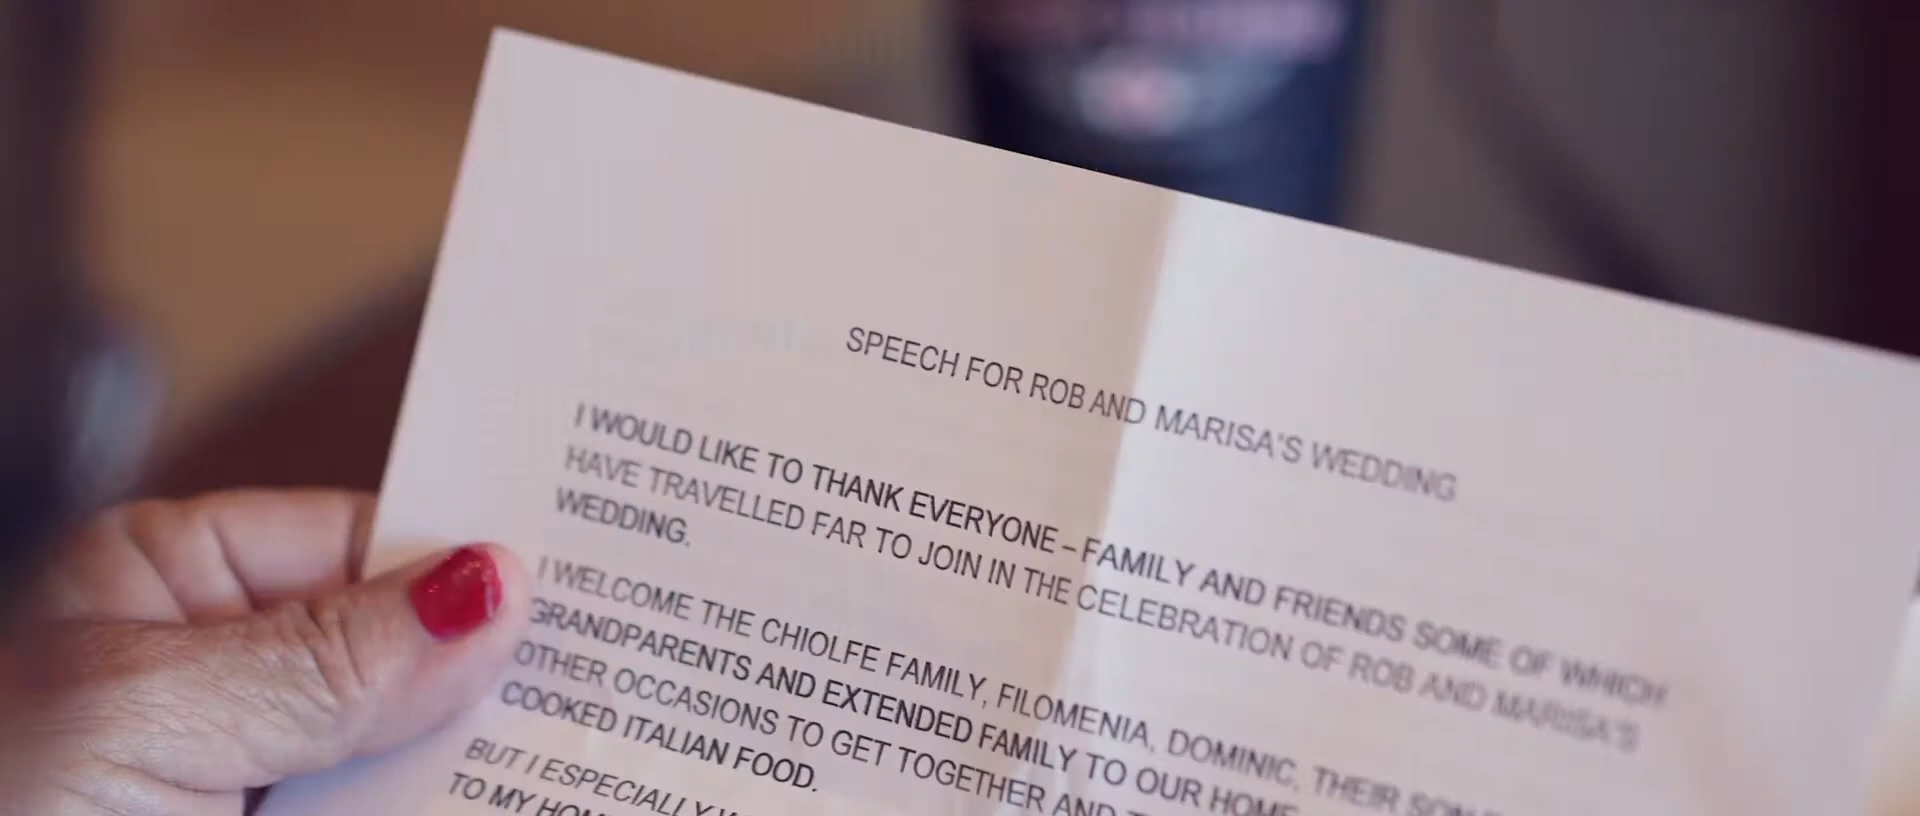 SPEECH FOR ROB AND MARISA'S WEDDING
I WOULD LIKE TO THANK EVERYONE – FAMILY AND FRIENDS SOME OF WHICH
HAVE TRAVELLED FAR TO JOIN IN THE CELEBRATION OF ROB AND MARISA'S
WEDDING.
I WELCOME THE CHIOLFE FAMILY, FILOMENIA, DOMINIC, THEIR
GRANDPARENTS AND EXTENDED FAMILY TO OUR HOME
OTHER OCCASIONS TO GET TOGETHER AND
COOKED ITALIAN FOOD.
BUT I ESPECIALLY
TO MY